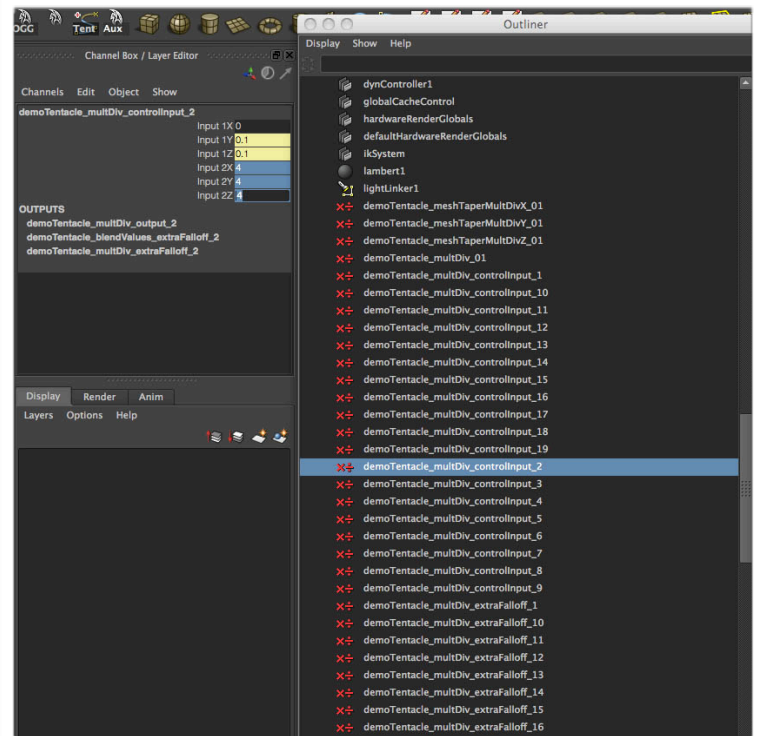 OGG Tent Aux
Channel Box / Layer Editor
Channels Edit Object Show
demoTentacle_multDiv_controlInput_2
Input 1X 0
Input 1Y 0.1
Input 1Z 0.1
Input 2X 4
Input 2Y 4
Input 2Z 4
OUTPUTS
demoTentacle_multDiv_output_2
demoTentacle_blendValues_extraFalloff_2
demoTentacle_multDiv_extraFalloff_2
Display Render Anim
Layers Options Help
Outliner
Display Show Help
dynController1
globalCacheControl
hardwareRenderGlobals
defaultHardwareRenderGlobals
ikSystem
lambert1
lightLinker1
demoTentacle_meshTaperMultDivX_01
demoTentacle_meshTaperMultDivY_01
demoTentacle_meshTaperMultDivZ_01
demoTentacle_multDiv_01
demoTentacle_multDiv_controlInput_1
demoTentacle_multDiv_controlInput_10
demoTentacle_multDiv_controlInput_11
demoTentacle_multDiv_controlInput_12
demoTentacle_multDiv_controlInput_13
demoTentacle_multDiv_controlInput_14
demoTentacle_multDiv_controlInput_15
demoTentacle_multDiv_controlInput_16
demoTentacle_multDiv_controlInput_17
demoTentacle_multDiv_controlInput_18
demoTentacle_multDiv_controlInput_19
demoTentacle_multDiv_controlInput_2
demoTentacle_multDiv_controlInput_3
demoTentacle_multDiv_controlInput_4
demoTentacle_multDiv_controlInput_5
demoTentacle_multDiv_controlInput_6
demoTentacle_multDiv_controlInput_7
demoTentacle_multDiv_controlInput_8
demoTentacle_multDiv_controlInput_9
demoTentacle_multDiv_extraFalloff_1
demoTentacle_multDiv_extraFalloff_10
demoTentacle_multDiv_extraFalloff_11
demoTentacle_multDiv_extraFalloff_12
demoTentacle_multDiv_extraFalloff_13
demoTentacle_multDiv_extraFalloff_14
demoTentacle_multDiv_extraFalloff_15
demoTentacle_multDiv_extraFalloff_16